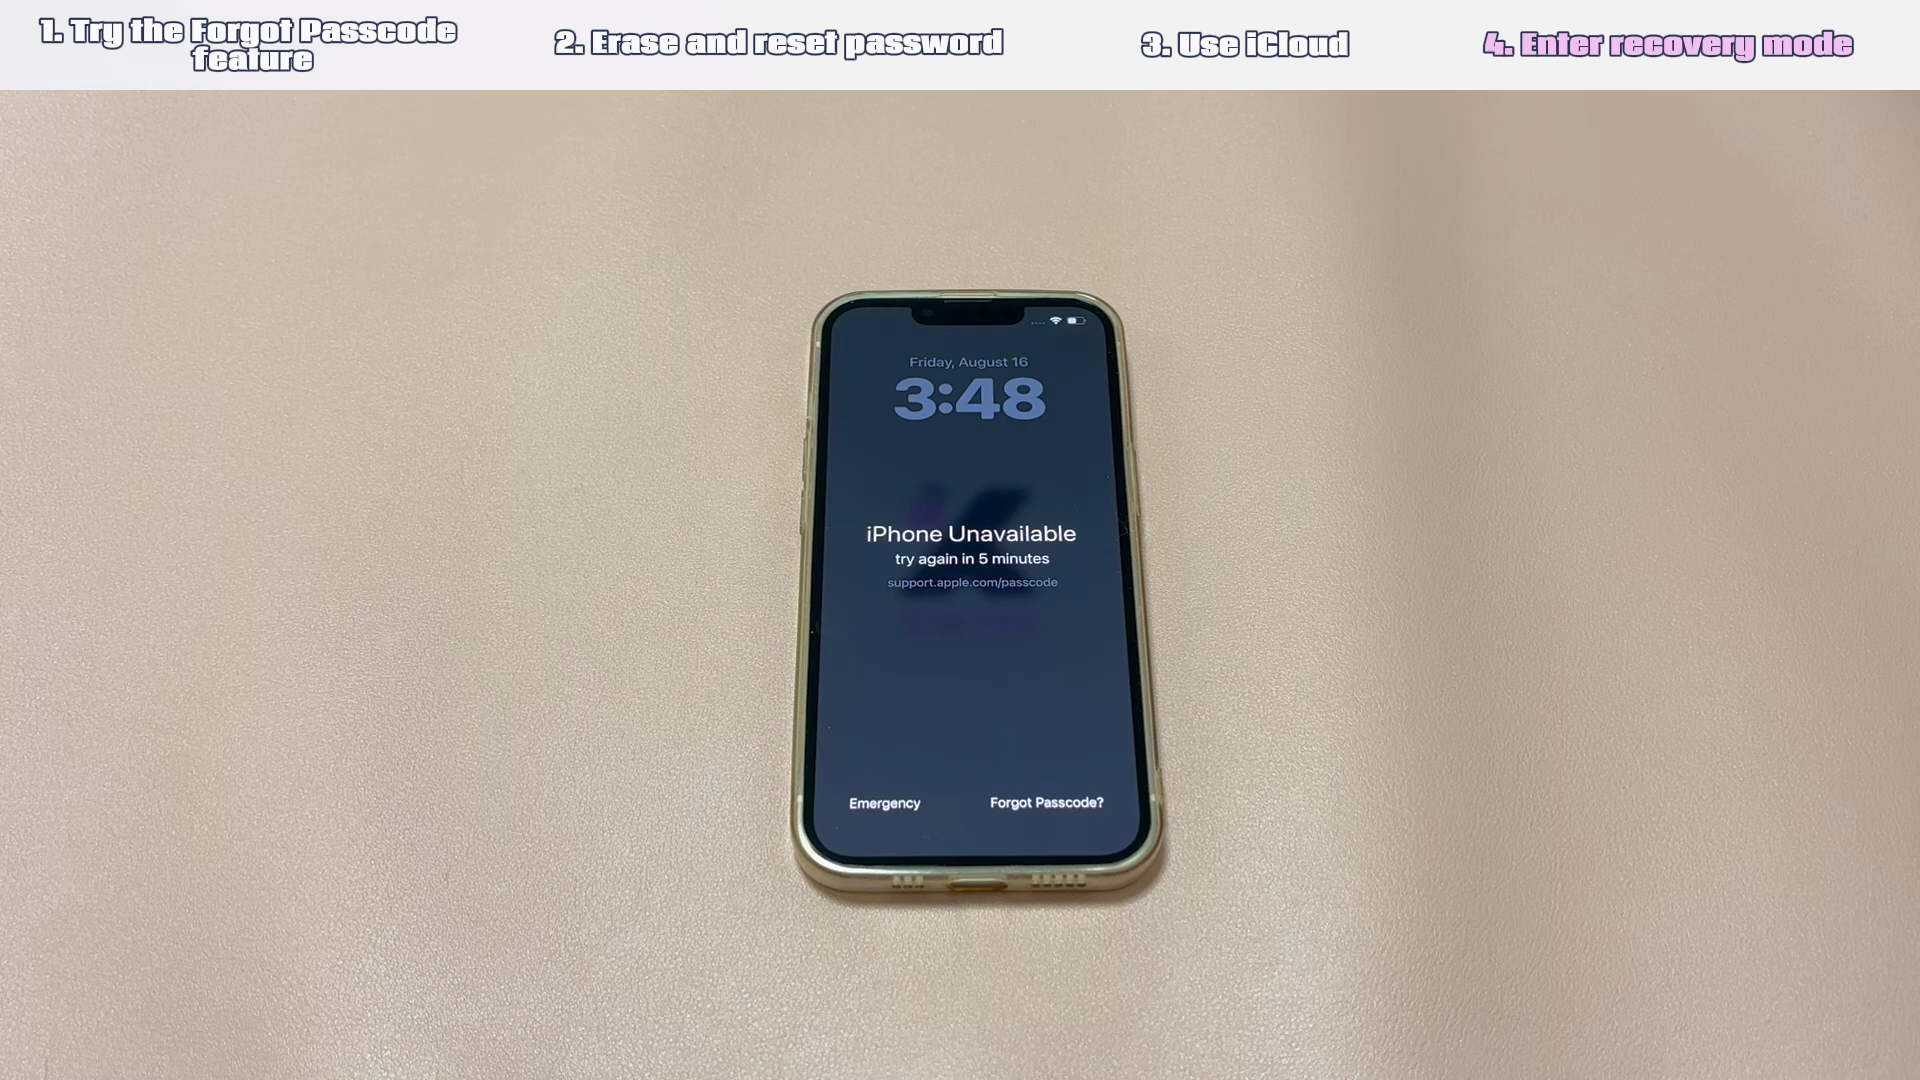 1. Try the Forgot Passcode
feature
2. Erase and reset password
3. Use iCloud
4. Enter recovery mode
Friday, August 16
3:48
iPhone Unavailable
try again in 5 minutes
support.apple.com/passcode
Emergency
Forgot Passcode?